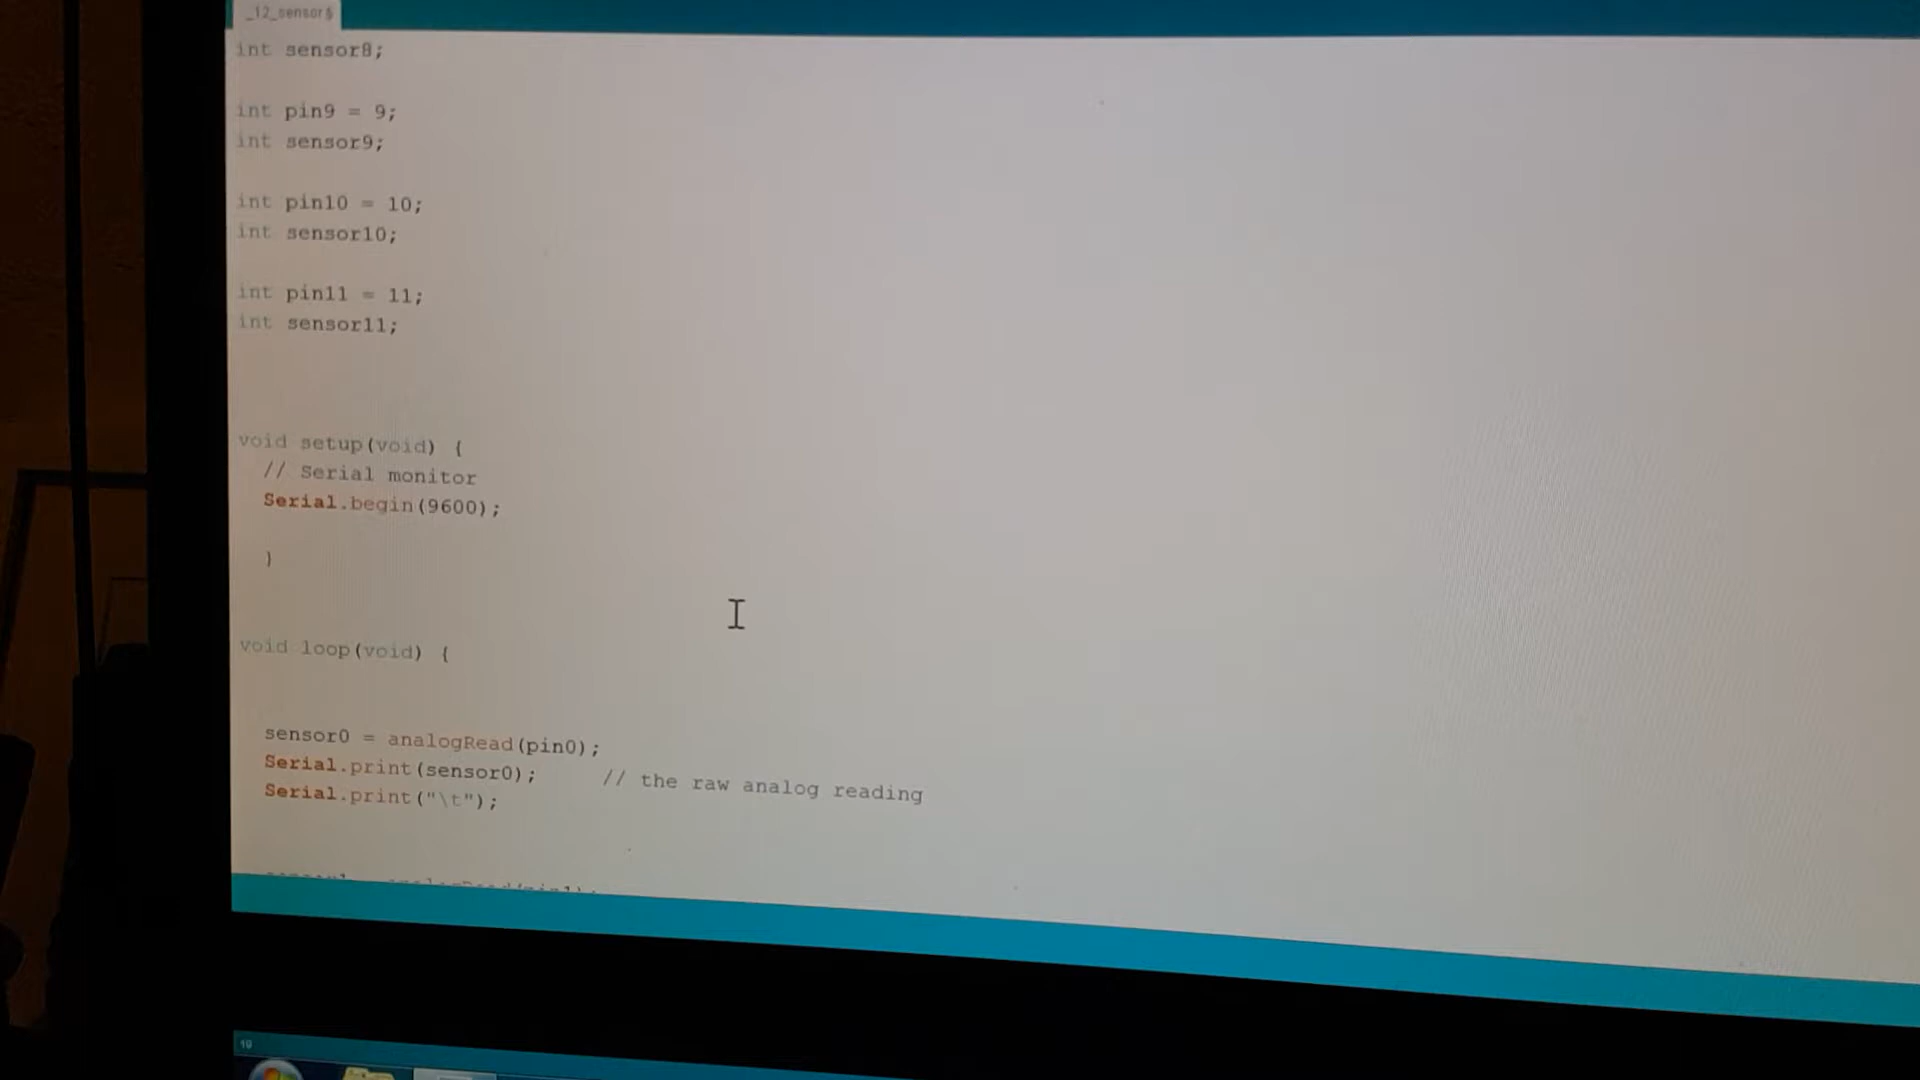 _12_sensor§
int sensor8;
int pin9 = 9;
int sensor9;
int pin10 = 10;
int sensor10;
int pin11 = 11;
int sensor11;
void setup(void) {
// Serial monitor
Serial.begin(9600);
}
void loop(void) {
sensor0 = analogRead(pin0);
Serial.print(sensor0); // the raw analog reading
Serial.print("\t");